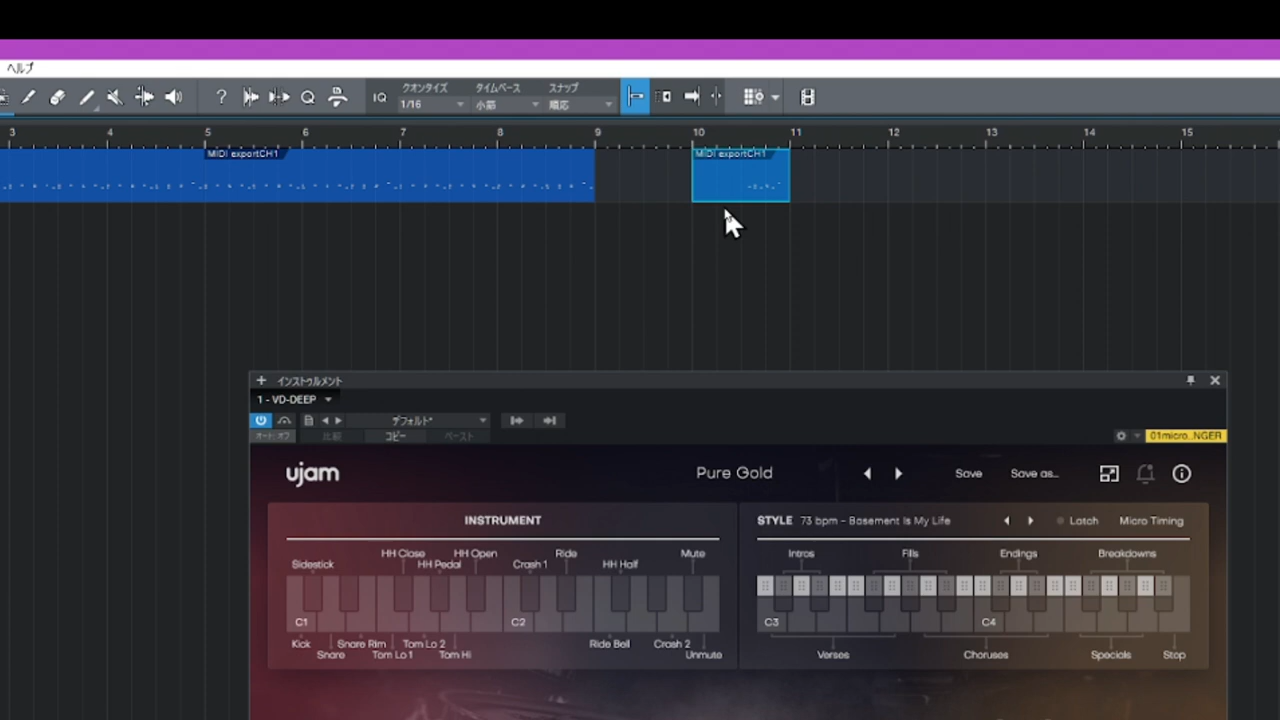 ヘルプ
クオンタイズ タイムベース スナップ
? IQ 1/16 小節 順応
3 4 5 6 7 8 9 10 11 12 13 14 15
MIDI exportCH1 MIDI exportCH1
+ インストゥルメント
1 - VD-DEEP
デフォルト*
オート: オフ 比較 コピー ペースト 01micro..NGER
ujam Pure Gold Save Save as...
INSTRUMENT STYLE 73 bpm - Basement Is My Life Latch Micro Timing
HH Close HH Open Ride Mute Intros Fills Endings Breakdowns
Sidestick HH Pedal Crash 1 HH Half
C1 C2 C3 C4
Kick Snare Rim Tom Lo 2 Ride Bell Crash 2
Snare Tom Lo 1 Tom Hi Unmute Verses Choruses Specials Stop